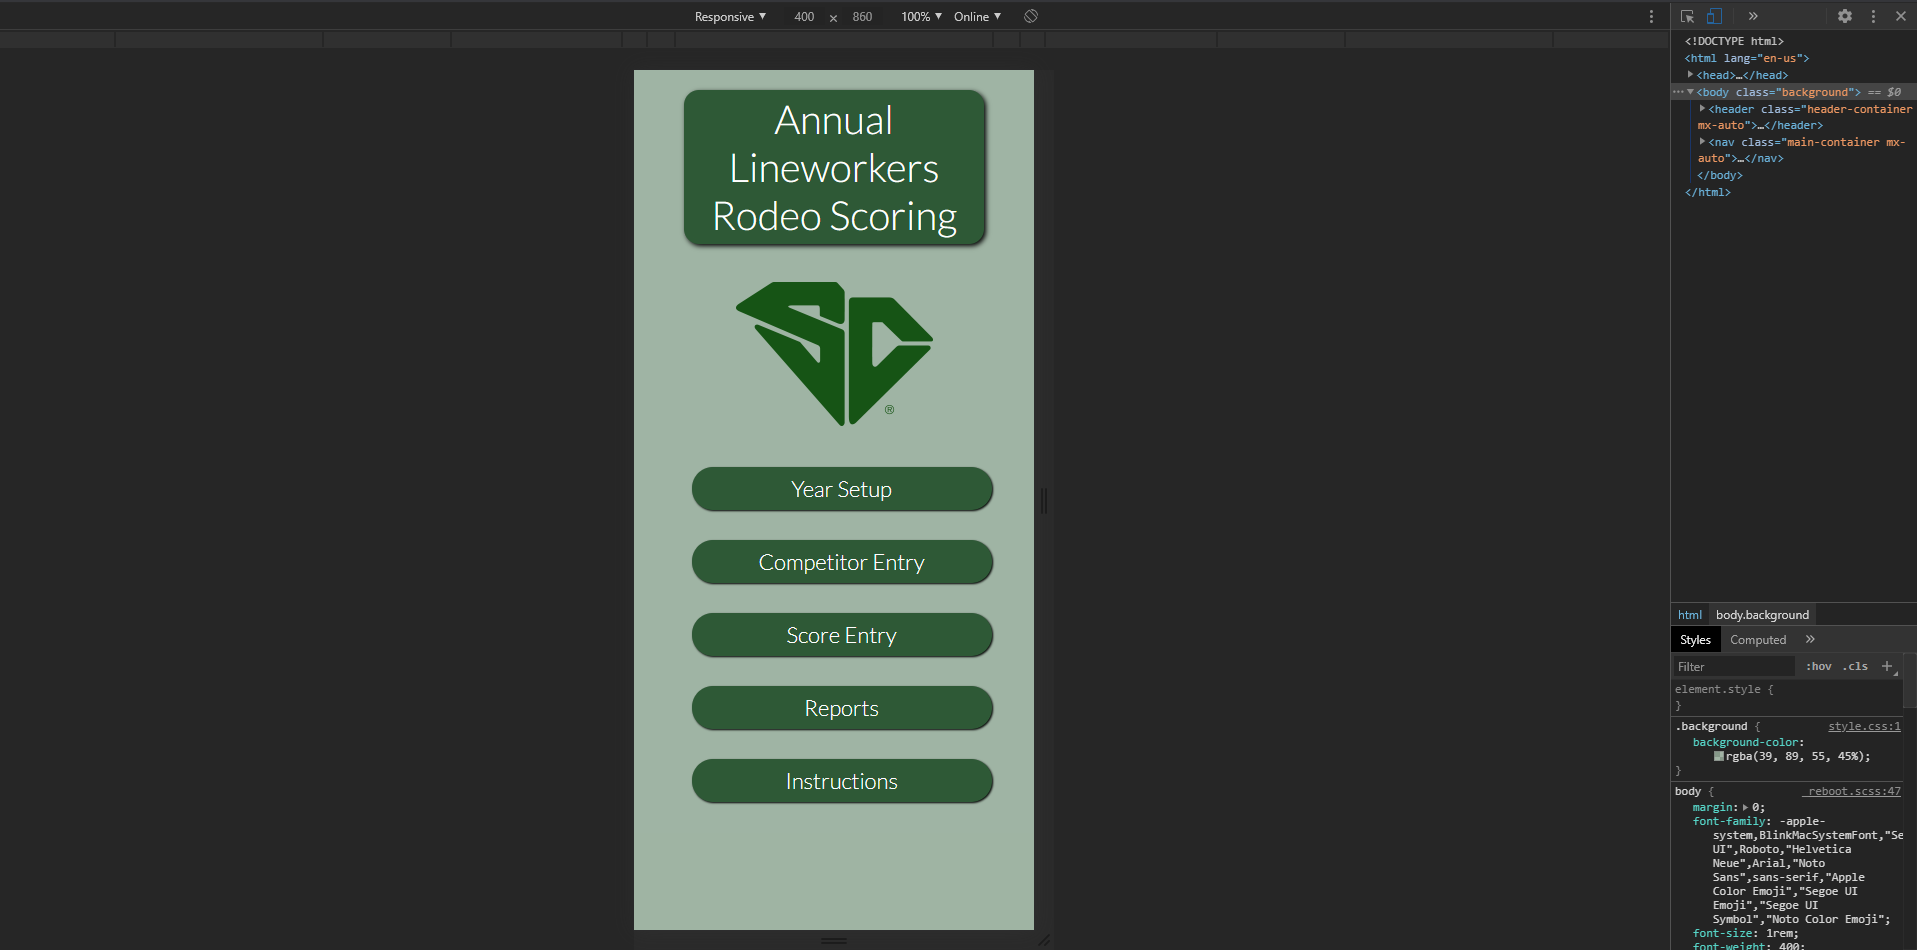 Responsive ▼ 400 × 860 100% ▼ Online ▼
Annual
Lineworkers
Rodeo Scoring
SD
®
Year Setup
Competitor Entry
Score Entry
Reports
Instructions
<!DOCTYPE html>
<html lang="en-us">
<head>…</head>
<body class="background"> == $0
<header class="header-container
mx-auto">…</header>
<nav class="main-container mx-
auto">…</nav>
</body>
</html>
html body.background
Styles Computed »
Filter :hov .cls +
element.style {
}
.background { style.css:1
background-color:
rgba(39, 89, 55, 45%);
}
body { _reboot.scss:47
margin: 0;
font-family: -apple-
system,BlinkMacSystemFont,"Se
UI",Roboto,"Helvetica
Neue",Arial,"Noto
Sans",sans-serif,"Apple
Color Emoji","Segoe UI
Emoji","Segoe UI
Symbol","Noto Color Emoji";
font-size: 1rem;
font-weight: 400;